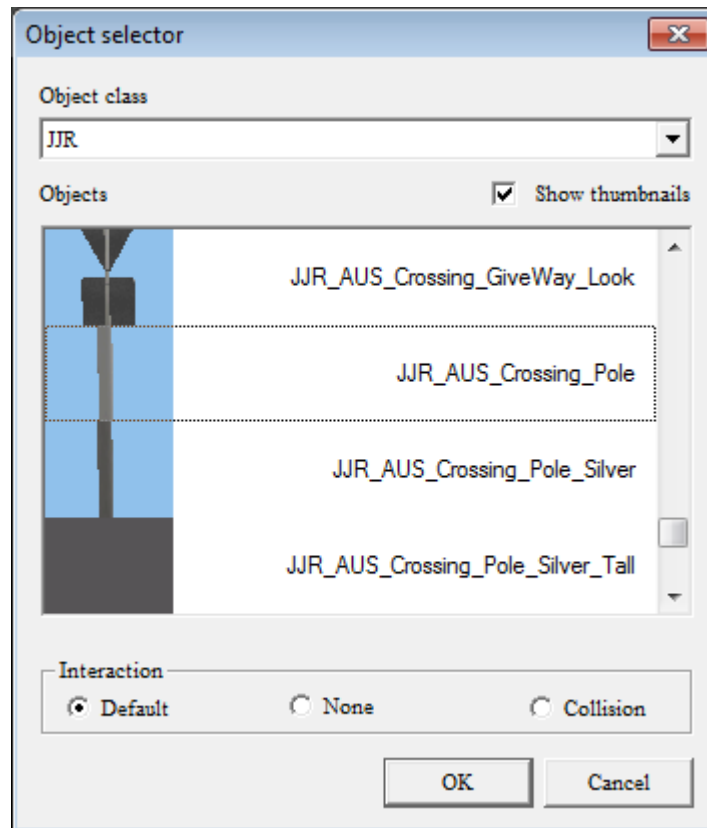 Object selector
Object class
JJR
Objects
Show thumbnails
JJR_AUS_Crossing_GiveWay_Look
JJR_AUS_Crossing_Pole
JJR_AUS_Crossing_Pole_Silver
JJR_AUS_Crossing_Pole_Silver_Tall
Interaction
Default
None
Collision
OK
Cancel